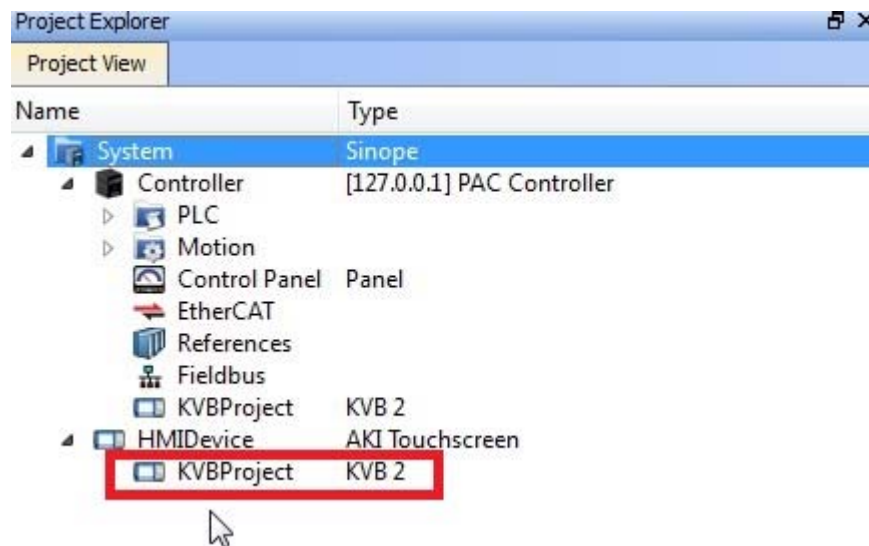 Project Explorer
Project View
Name Type
System Sinope
Controller [127.0.0.1] PAC Controller
PLC
Motion
Control Panel Panel
EtherCAT
References
Fieldbus
KVBProject KVB 2
HMIDevice AKI Touchscreen
KVBProject KVB 2